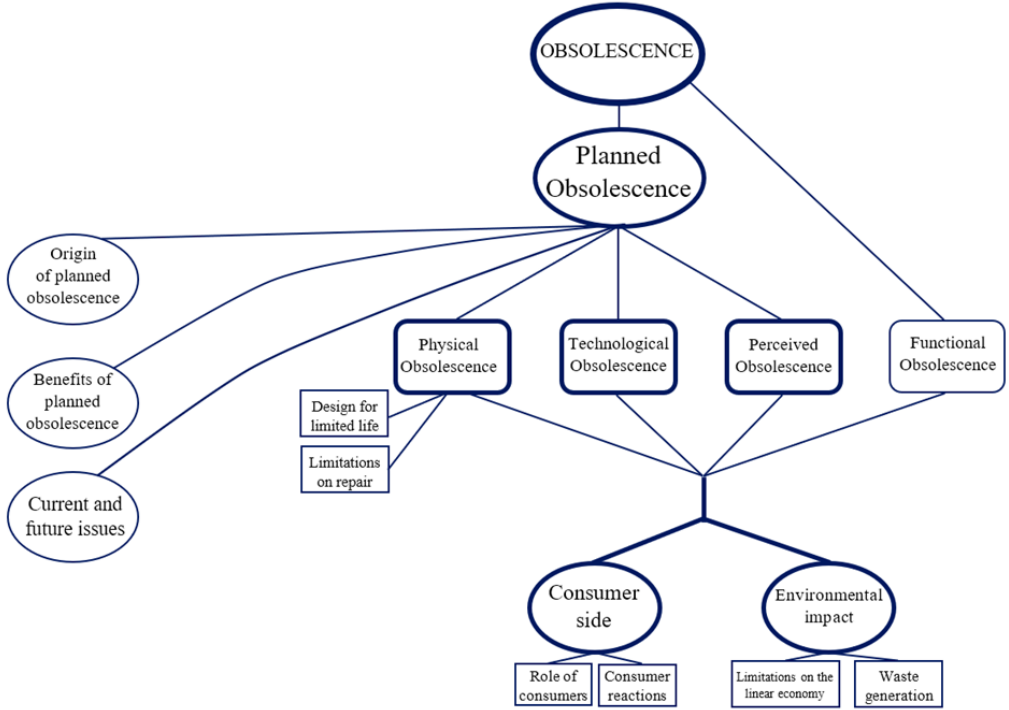 OBSOLESCENCE
Planned
Obsolescence
Origin
of planned
obsolescence
Benefits of
planned
obsolescence
Current and
future issues
Physical
Obsolescence
Technological
Obsolescence
Perceived
Obsolescence
Functional
Obsolescence
Design for
limited life
Limitations
on repair
Consumer
side
Environmental
impact
Role of
consumers
Consumer
reactions
Limitations on the
linear economy
Waste
generation